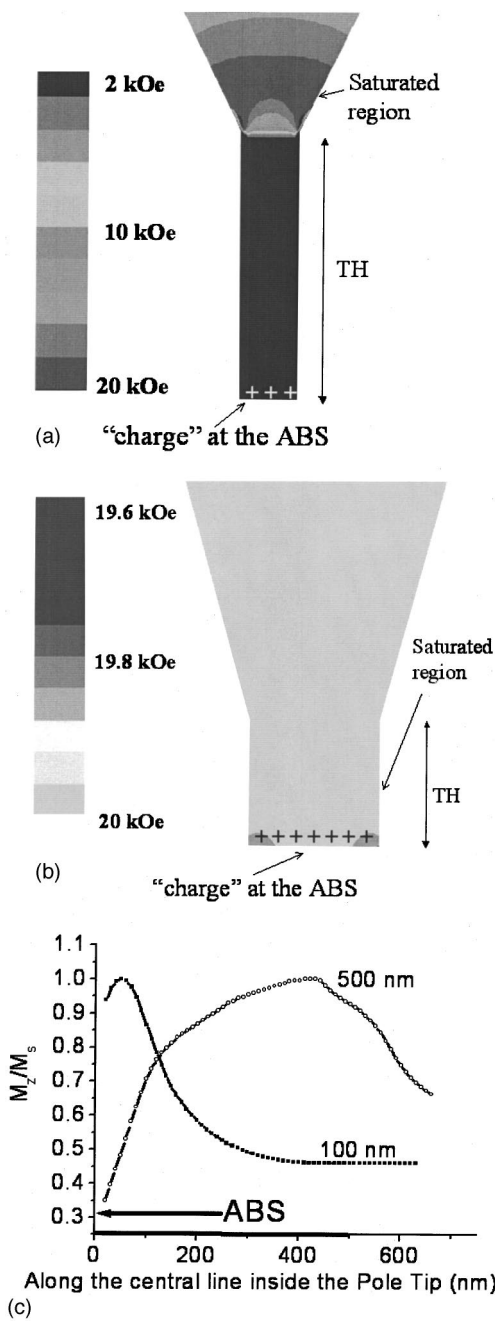 2 kOe
Saturated
region
10 kOe
TH
20 kOe
+ + +
(a) "charge" at the ABS
19.6 kOe
19.8 kOe
Saturated
region
TH
20 kOe
+ + + + + + +
(b)
"charge" at the ABS
1.1
1.0
0.9
0.8
0.7
0.6
0.5
0.4
0.3
Mz/Ms
500 nm
100 nm
ABS
0 200 400 600
Along the central line inside the Pole Tip (nm)
(c)